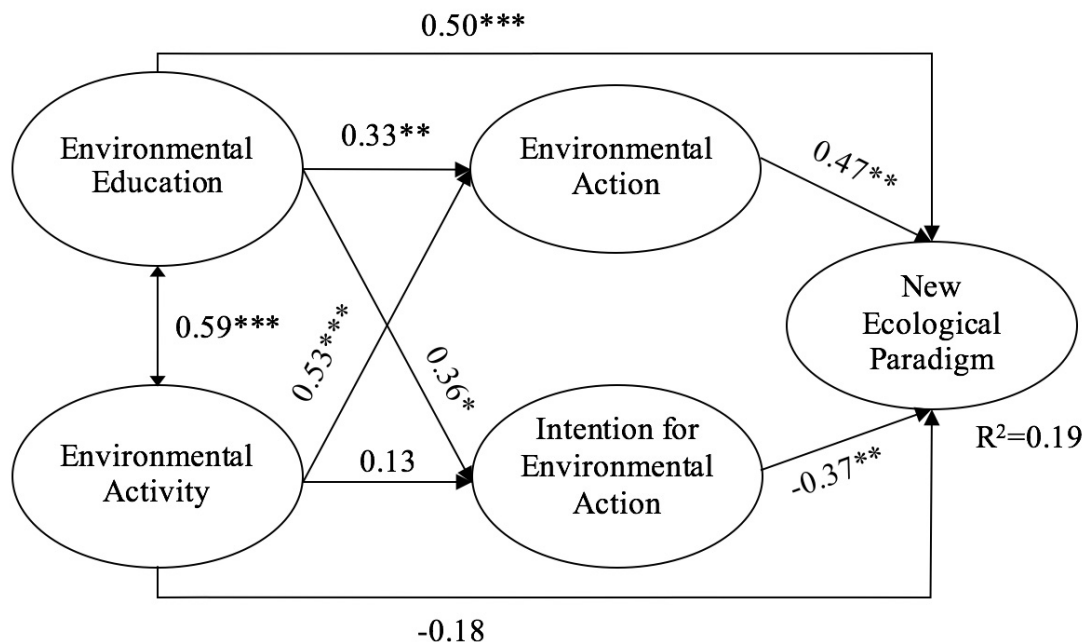 0.50***
Environmental
Education
0.33**
Environmental
Action
0.47**
0.59***
0.53***
0.36*
New
Ecological
Paradigm
R²=0.19
Environmental
Activity
0.13
Intention for
Environmental
Action
-0.37**
-0.18